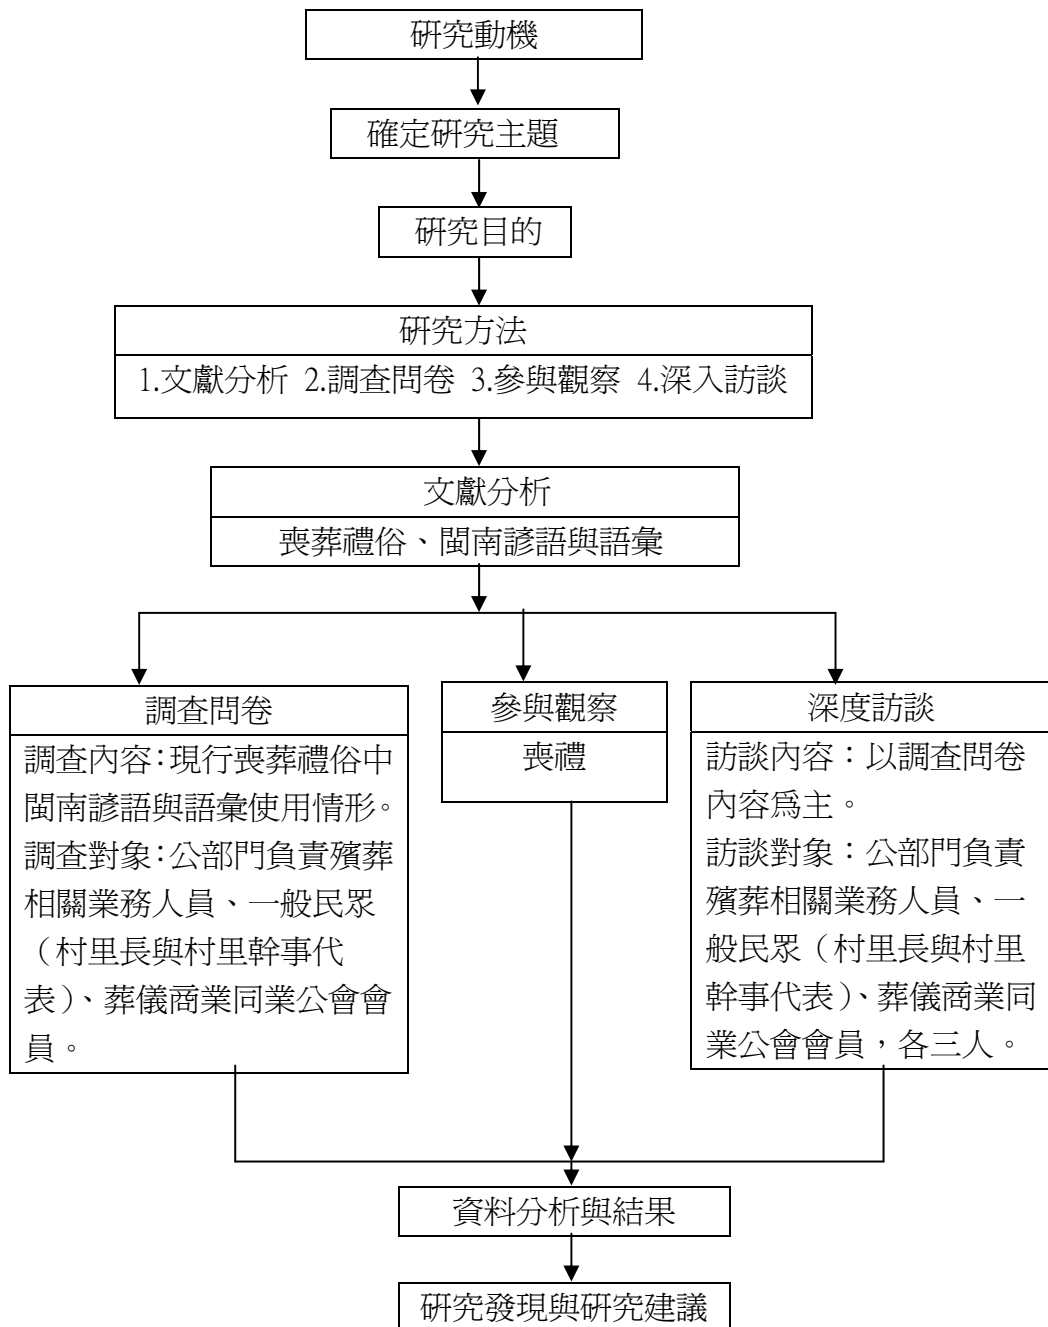 研究動機
確定研究主題
研究目的
研究方法
1.文獻分析 2.調查問卷 3.參與觀察 4.深入訪談
文獻分析
喪葬禮俗、閩南諺語與語彙
調查問卷
調查內容：現行喪葬禮俗中
閩南諺語與語彙使用情形。
調查對象：公部門負責殯葬
相關業務人員、一般民眾
（村里長與村里幹事代
表）、葬儀商業同業公會會
員。
參與觀察
喪禮
深度訪談
訪談內容：以調查問卷
內容為主。
訪談對象：公部門負責
殯葬相關業務人員、一
般民眾（村里長與村里
幹事代表）、葬儀商業同
業公會會員，各三人。
資料分析與結果
研究發現與研究建議